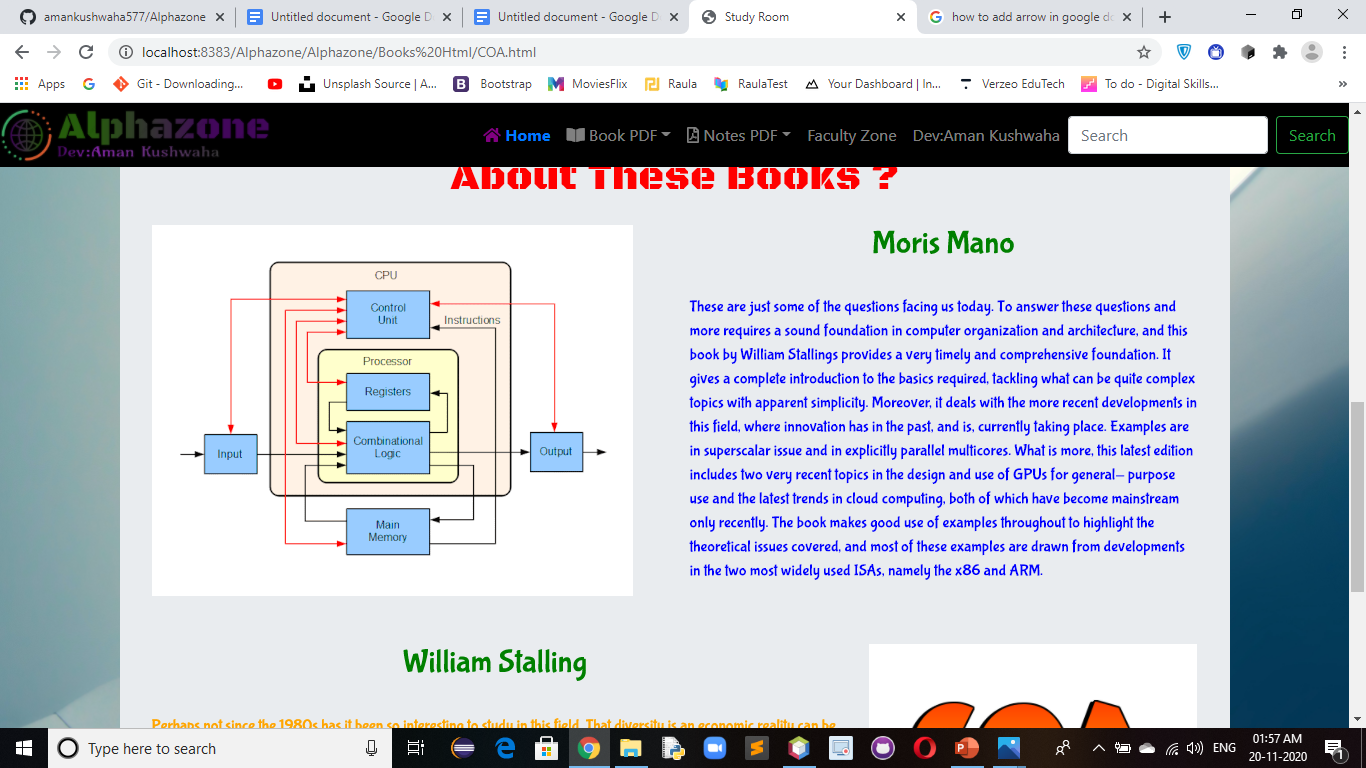 amankushwaha577/Alphazone
Untitled document - Google D
Untitled document - Google D
Study Room
how to add arrow in google do
localhost:8383/Alphazone/Alphazone/Books%20Html/COA.html
Apps
Git - Downloading...
Unsplash Source | A...
Bootstrap
MoviesFlix
Raula
RaulaTest
Your Dashboard | In...
Verzeo EduTech
To do - Digital Skills...
»
Alphazone
Dev:Aman Kushwaha
Home
Book PDF
Notes PDF
Faculty Zone
Dev:Aman Kushwaha
Search
Search
About These Books ?
CPU
Control
Unit
Instructions
Processor
Registers
Combinational
Logic
Input
Output
Main
Memory
Moris Mano
These are just some of the questions facing us today. To answer these questions and
more requires a sound foundation in computer organization and architecture, and this
book by William Stallings provides a very timely and comprehensive foundation. It
gives a complete introduction to the basics required, tackling what can be quite complex
topics with apparent simplicity. Moreover, it deals with the more recent developments in
this field, where innovation has in the past, and is, currently taking place. Examples are
in superscalar issue and in explicitly parallel multicores. What is more, this latest edition
includes two very recent topics in the design and use of GPUs for general- purpose
use and the latest trends in cloud computing, both of which have become mainstream
only recently. The book makes good use of examples throughout to highlight the
theoretical issues covered, and most of these examples are drawn from developments
in the two most widely used ISAs, namely the x86 and ARM.
William Stalling
Perhaps not since the 1980s has it been so interesting to study in this field. That diversity is an economic reality can be
COA
Type here to search
ENG
01:57 AM
20-11-2020
1